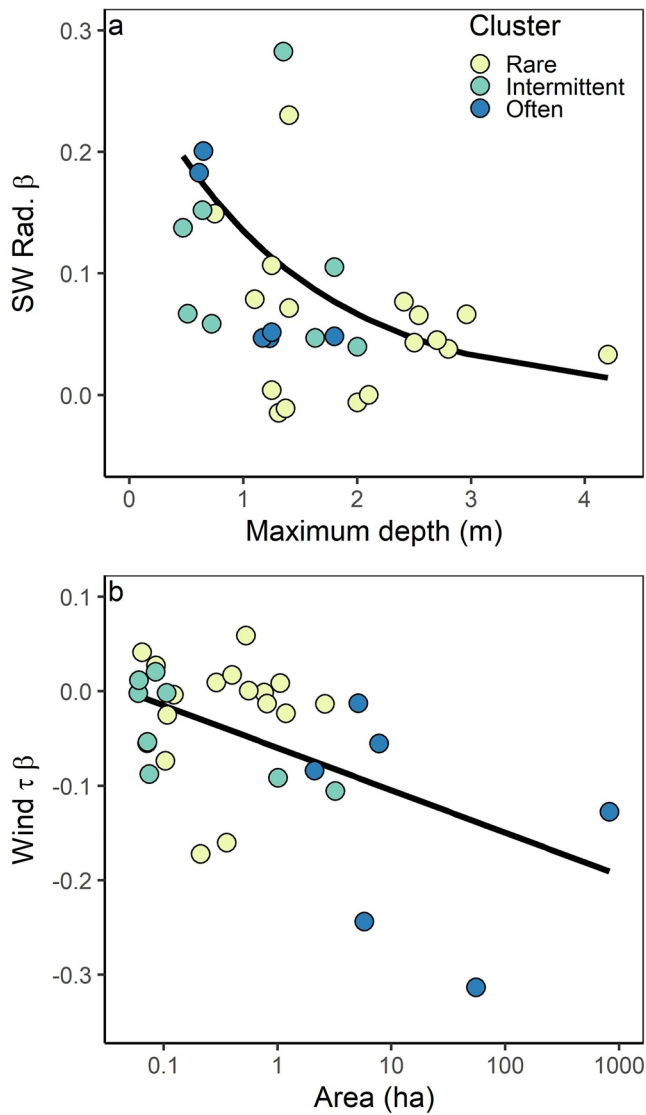 a
Cluster
Rare
Intermittent
Often
0.3
0.2
0.1
0.0
SW Rad. β
0 1 2 3 4
Maximum depth (m)
b
0.1
0.0
-0.1
-0.2
-0.3
Wind τ β
0.1 1 10 100 1000
Area (ha)